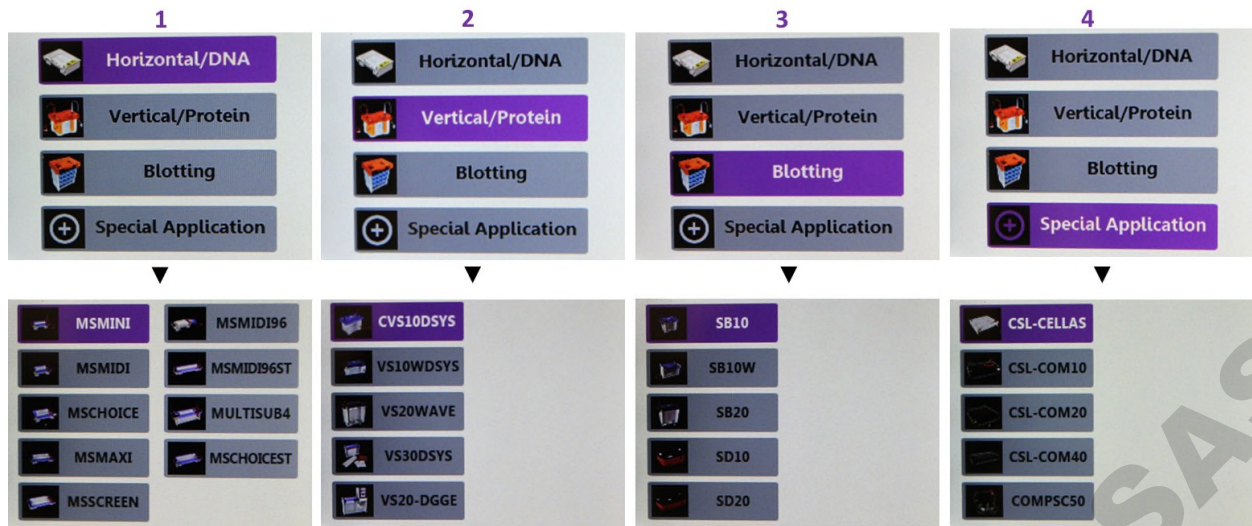 1
Horizontal/DNA
Vertical/Protein
Blotting
Special Application
▼
MSMINI
MSMIDI
MSCHOICE
MSMAXI
MSSCREEN
MSMIDI96
MSMIDI96ST
MULTISUB4
MSCHOICEST
2
Horizontal/DNA
Vertical/Protein
Blotting
Special Application
▼
CVS10DSYS
VS10WDSYS
VS20WAVE
VS30DSYS
VS20-DGGE
3
Horizontal/DNA
Vertical/Protein
Blotting
Special Application
▼
SB10
SB10W
SB20
SD10
SD20
4
Horizontal/DNA
Vertical/Protein
Blotting
Special Application
▼
CSL-CELLAS
CSL-COM10
CSL-COM20
CSL-COM40
COMPSC50
SAS